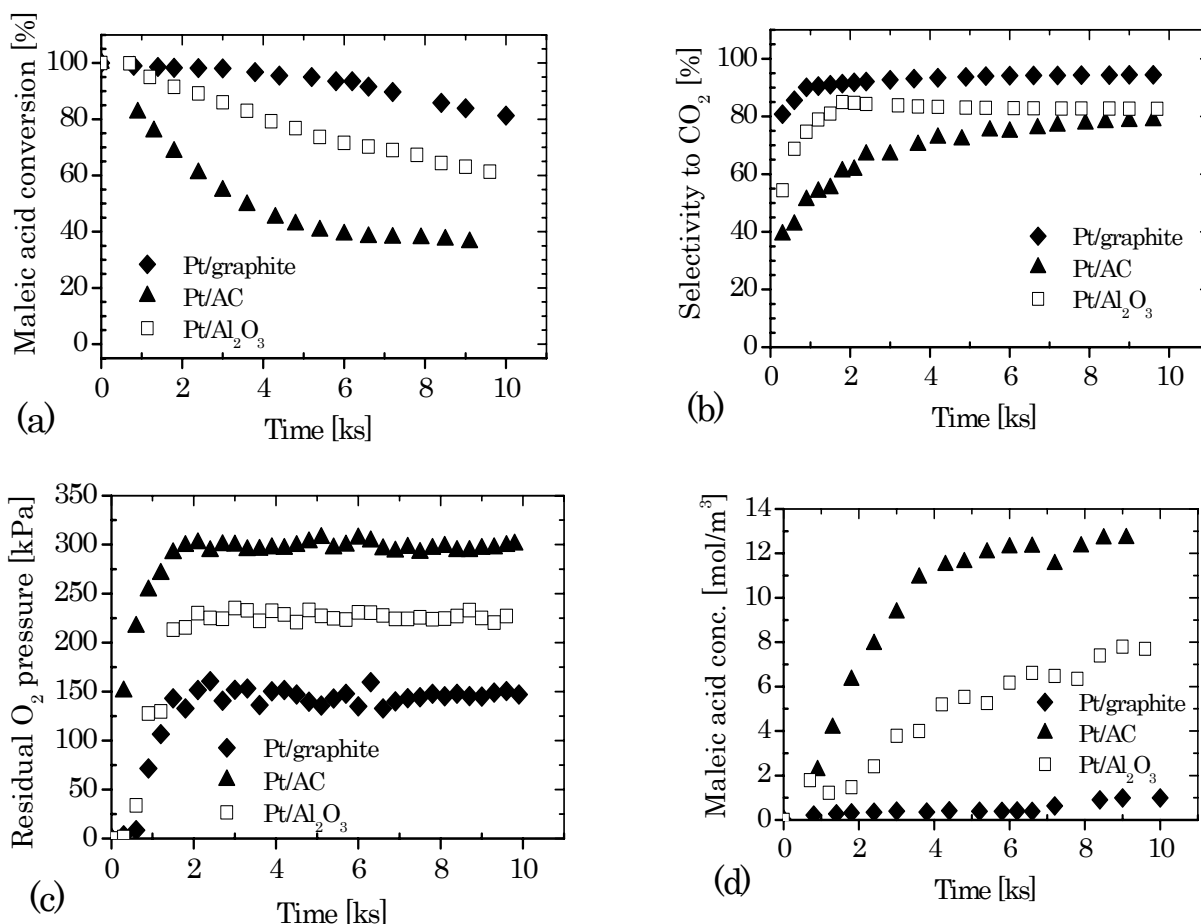 Maleic acid conversion [%]
100
80
60
40
20
0
Pt/graphite
Pt/AC
Pt/Al₂O₃
0 2 4 6 8 10
Time [ks]
(a)
Selectivity to CO₂ [%]
100
80
60
40
20
0
Pt/graphite
Pt/AC
Pt/Al₂O₃
0 2 4 6 8 10
Time [ks]
(b)
Residual O₂ pressure [kPa]
350
300
250
200
150
100
50
0
Pt/graphite
Pt/AC
Pt/Al₂O₃
0 2 4 6 8 10
Time [ks]
(c)
Maleic acid conc. [mol/m³]
14
12
10
8
6
4
2
0
Pt/graphite
Pt/AC
Pt/Al₂O₃
0 2 4 6 8 10
Time [ks]
(d)